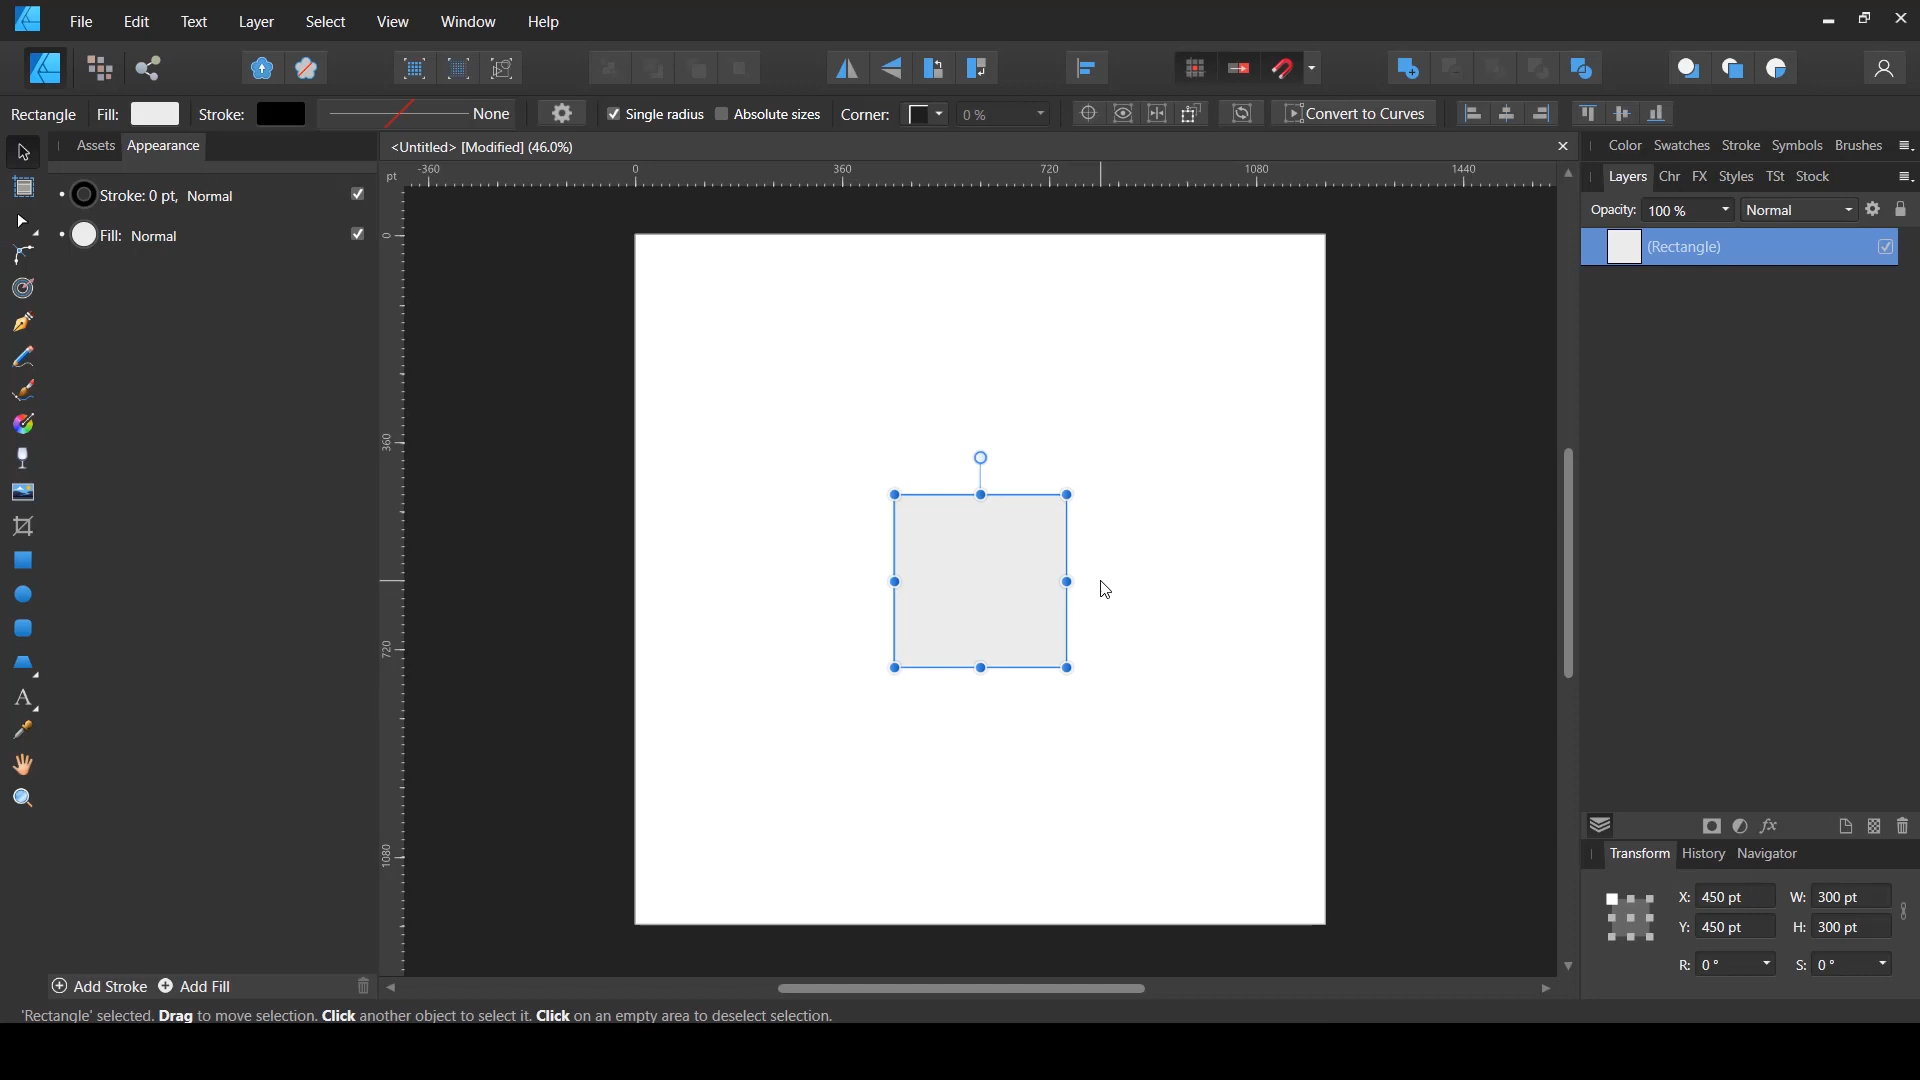 File Edit Text Layer Select View Window Help
Rectangle Fill: Stroke: None Single radius Absolute sizes Corner: 0 % Convert to Curves
Assets Appearance
<Untitled> [Modified] (46.0%)
Color Swatches Stroke Symbols Brushes
pt -360 0 360 720 1080 1440
Layers Chr FX Styles TSt Stock
Stroke: 0 pt, Normal
Opacity: 100 % Normal
Fill: Normal
0
(Rectangle)
360
720
1080
Transform History Navigator
X: 450 pt W: 300 pt
Y: 450 pt H: 300 pt
R: 0 ° S: 0 °
Add Stroke Add Fill
'Rectangle' selected. Drag to move selection. Click another object to select it. Click on an empty area to deselect selection.